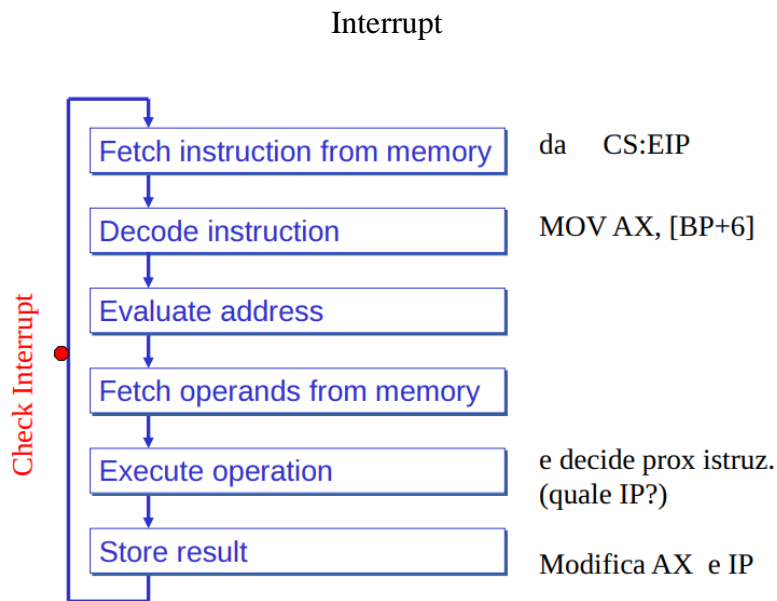 Interrupt
Fetch instruction from memory
da CS:EIP
Decode instruction
MOV AX, [BP+6]
Evaluate address
Check Interrupt
Fetch operands from memory
Execute operation
e decide prox istruz.
(quale IP?)
Store result
Modifica AX e IP